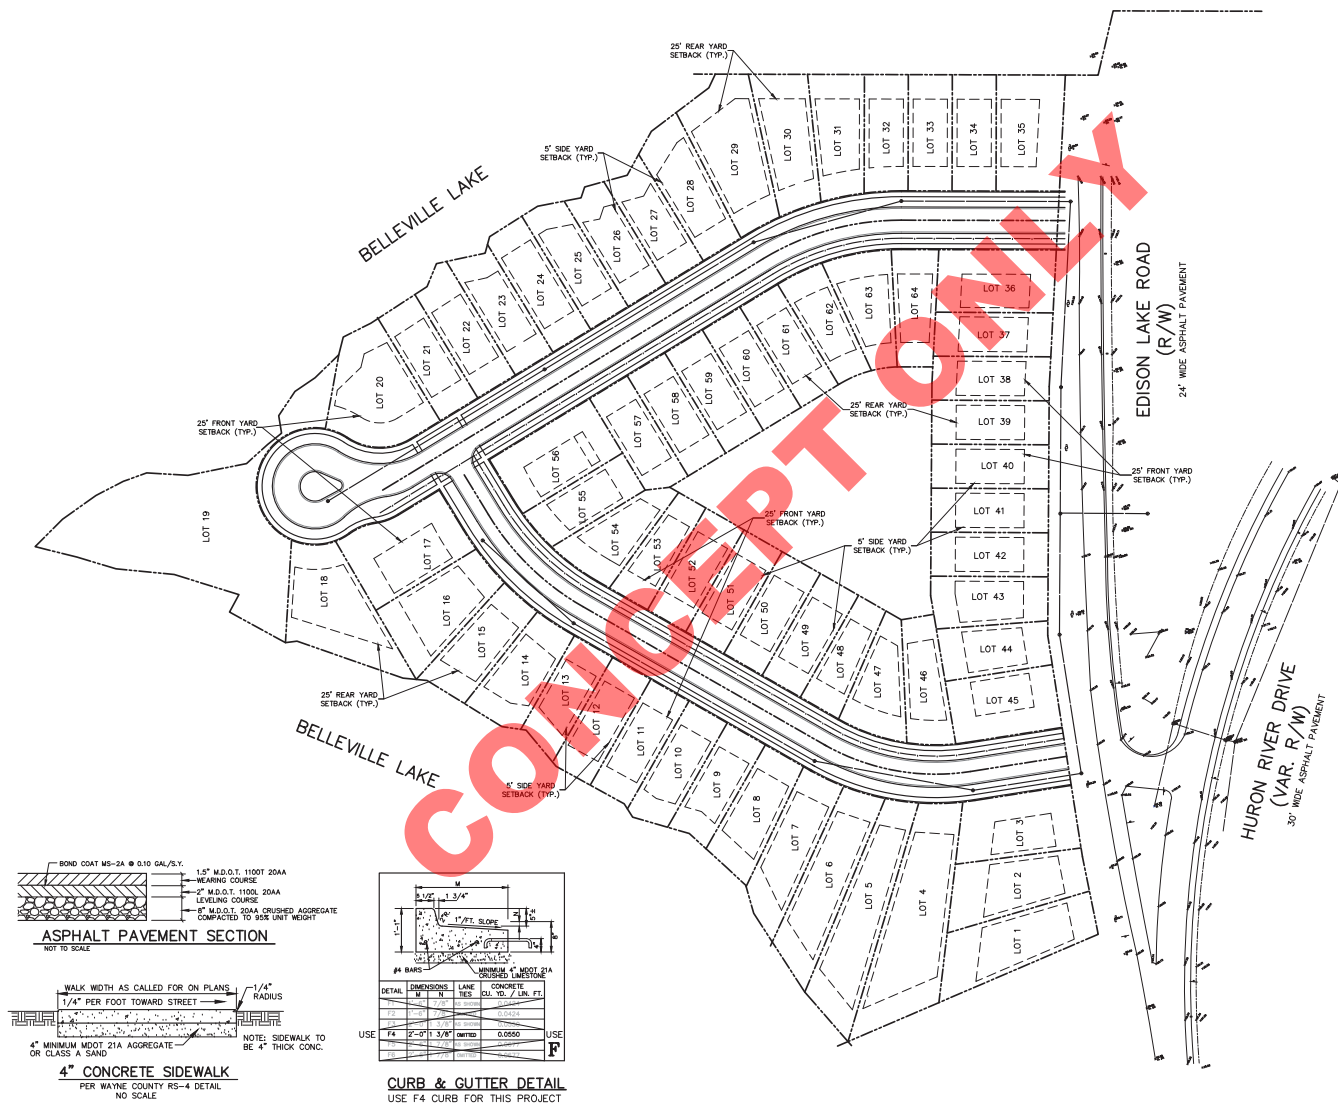 25' REAR YARD
SETBACK (TYP.)
5' SIDE YARD
SETBACK (TYP.)
BELLEVILLE LAKE
LOT 20
LOT 21
LOT 22
LOT 23
LOT 24
LOT 25
LOT 26
LOT 27
LOT 28
LOT 29
LOT 30
LOT 31
LOT 32
LOT 33
LOT 34
LOT 35
25' FRONT YARD
SETBACK (TYP.)
LOT 56
LOT 57
LOT 58
LOT 59
LOT 60
LOT 61
LOT 62
LOT 63
LOT 64
LOT 36
LOT 37
LOT 38
LOT 39
LOT 40
LOT 41
LOT 42
LOT 43
LOT 44
LOT 45
25' REAR YARD
SETBACK (TYP.)
25' FRONT YARD
SETBACK (TYP.)
EDISON LAKE ROAD
(R/W)
24' WIDE ASPHALT PAVEMENT
25' FRONT YARD
SETBACK (TYP.)
5' SIDE YARD
SETBACK (TYP.)
LOT 55
LOT 54
LOT 53
LOT 52
LOT 51
LOT 50
LOT 49
LOT 48
LOT 47
LOT 46
LOT 19
LOT 18
LOT 17
LOT 16
LOT 15
LOT 14
LOT 13
LOT 12
LOT 11
LOT 10
LOT 9
LOT 8
LOT 7
LOT 6
LOT 5
LOT 4
LOT 3
LOT 2
LOT 1
25' REAR YARD
SETBACK (TYP.)
BELLEVILLE LAKE
5' SIDE YARD
SETBACK (TYP.)
HURON RIVER DRIVE
(VAR. R/W)
30' WIDE ASPHALT PAVEMENT
CONCEPT ONLY
BOND COAT MS-2A @ 0.10 GAL/S.Y.
1.5" M.D.O.T. 1100T 20AA
WEARING COURSE
2" M.D.O.T. 1100L 20AA
LEVELING COURSE
8" M.D.O.T. 20AA CRUSHED AGGREGATE
COMPACTED TO 95% UNIT WEIGHT
ASPHALT PAVEMENT SECTION
NOT TO SCALE
WALK WIDTH AS CALLED FOR ON PLANS
1/4" PER FOOT TOWARD STREET
1/4"
RADIUS
4" MINIMUM MDOT 21A AGGREGATE
OR CLASS A SAND
NOTE: SIDEWALK TO
BE 4" THICK CONC.
4" CONCRETE SIDEWALK
PER WAYNE COUNTY RS-4 DETAIL
NO SCALE
M
5 1/2" 1 3/4"
1'-1"
1"/FT. SLOPE
N
#4 BARS
MINIMUM 4" MDOT 21A
CRUSHED LIMESTONE
DETAIL DIMENSIONS M N LANE TIES CONCRETE CU. YD. / LIN. FT.
F2 1'-6" 7/8" 0.0424
USE F4 2'-0" 1 3/8" OMITTED 0.0550 USE
F
CURB & GUTTER DETAIL
USE F4 CURB FOR THIS PROJECT